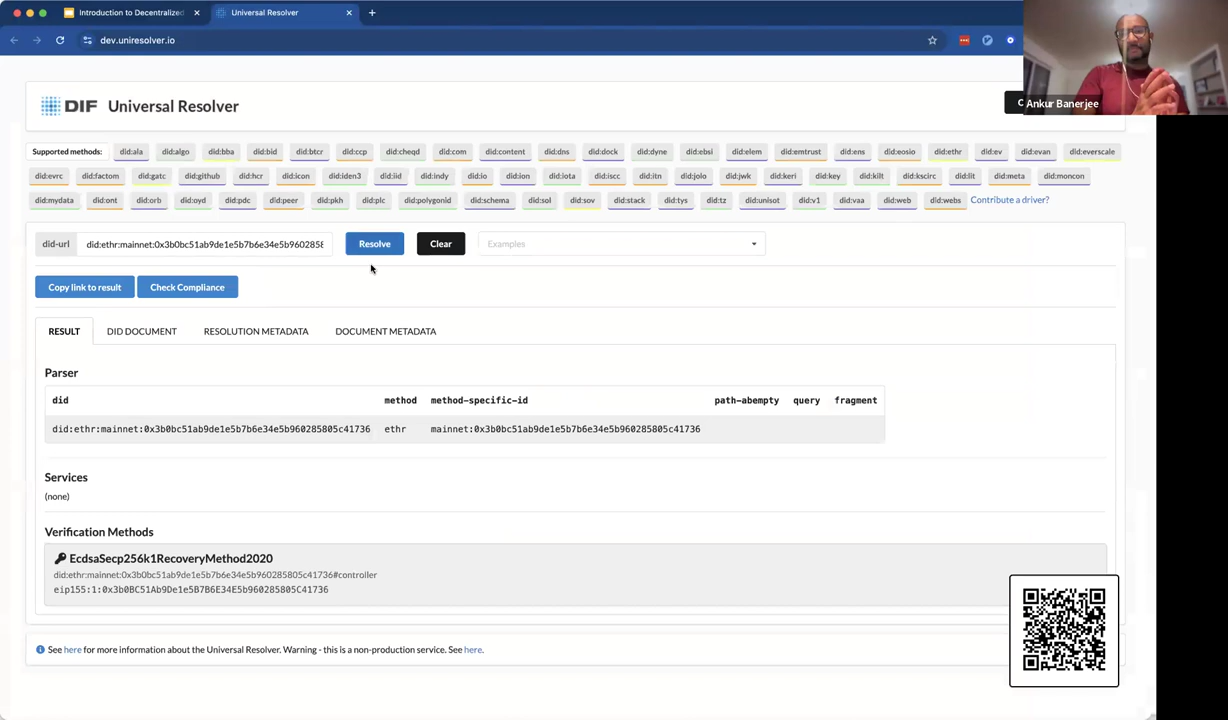 Introduction to Decentralized
Universal Resolver
dev.uniresolver.io
Ankur Banerjee
DIF Universal Resolver
Supported methods: did:ala did:algo did:bba did:bid did:btcr did:ccp did:cheqd did:com did:content did:dns did:dock did:dyne did:ebsi did:elem did:emtrust did:ens did:eosio did:ethr did:ev did:evan did:everscale
did:evrc did:factom did:gatc did:github did:hcr did:icon did:iden3 did:iid did:indy did:io did:ion did:iota did:iscc did:itn did:jolo did:jwk did:keri did:key did:kilt did:kscirc did:lit did:meta did:moncon
did:mydata did:ont did:orb did:oyd did:pdc did:peer did:pkh did:plc did:polygonid did:schema did:sol did:sov did:stack did:tys did:tz did:unisot did:v1 did:vaa did:web did:webs Contribute a driver?
did-url did:ethr:mainnet:0x3b0bc51ab9de1e5b7b6e34e5b9602858 Resolve Clear Examples
Copy link to result Check Compliance
RESULT DID DOCUMENT RESOLUTION METADATA DOCUMENT METADATA
Parser
did method method-specific-id path-abempty query fragment
did:ethr:mainnet:0x3b0bc51ab9de1e5b7b6e34e5b960285805c41736 ethr mainnet:0x3b0bc51ab9de1e5b7b6e34e5b960285805c41736
Services
(none)
Verification Methods
EcdsaSecp256k1RecoveryMethod2020
did:ethr:mainnet:0x3b0bc51ab9de1e5b7b6e34e5b960285805c41736#controller
eip155:1:0x3b0BC51Ab9De1e5B7B6E34E5b960285805C41736
See here for more information about the Universal Resolver. Warning - this is a non-production service. See here.